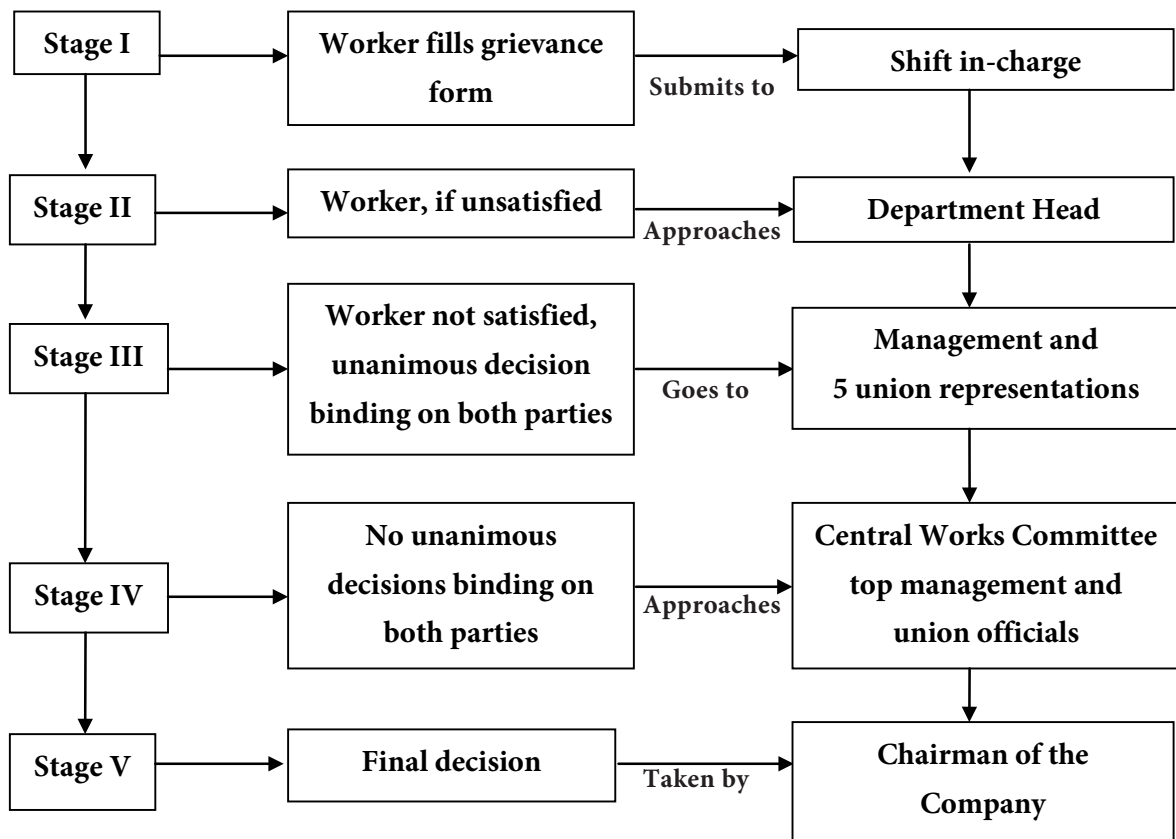 Stage I
Worker fills grievance
form
Submits to
Shift in-charge
Stage II
Worker, if unsatisfied
Approaches
Department Head
Stage III
Worker not satisfied,
unanimous decision
binding on both parties
Goes to
Management and
5 union representations
Stage IV
No unanimous
decisions binding on
both parties
Approaches
Central Works Committee
top management and
union officials
Stage V
Final decision
Taken by
Chairman of the
Company